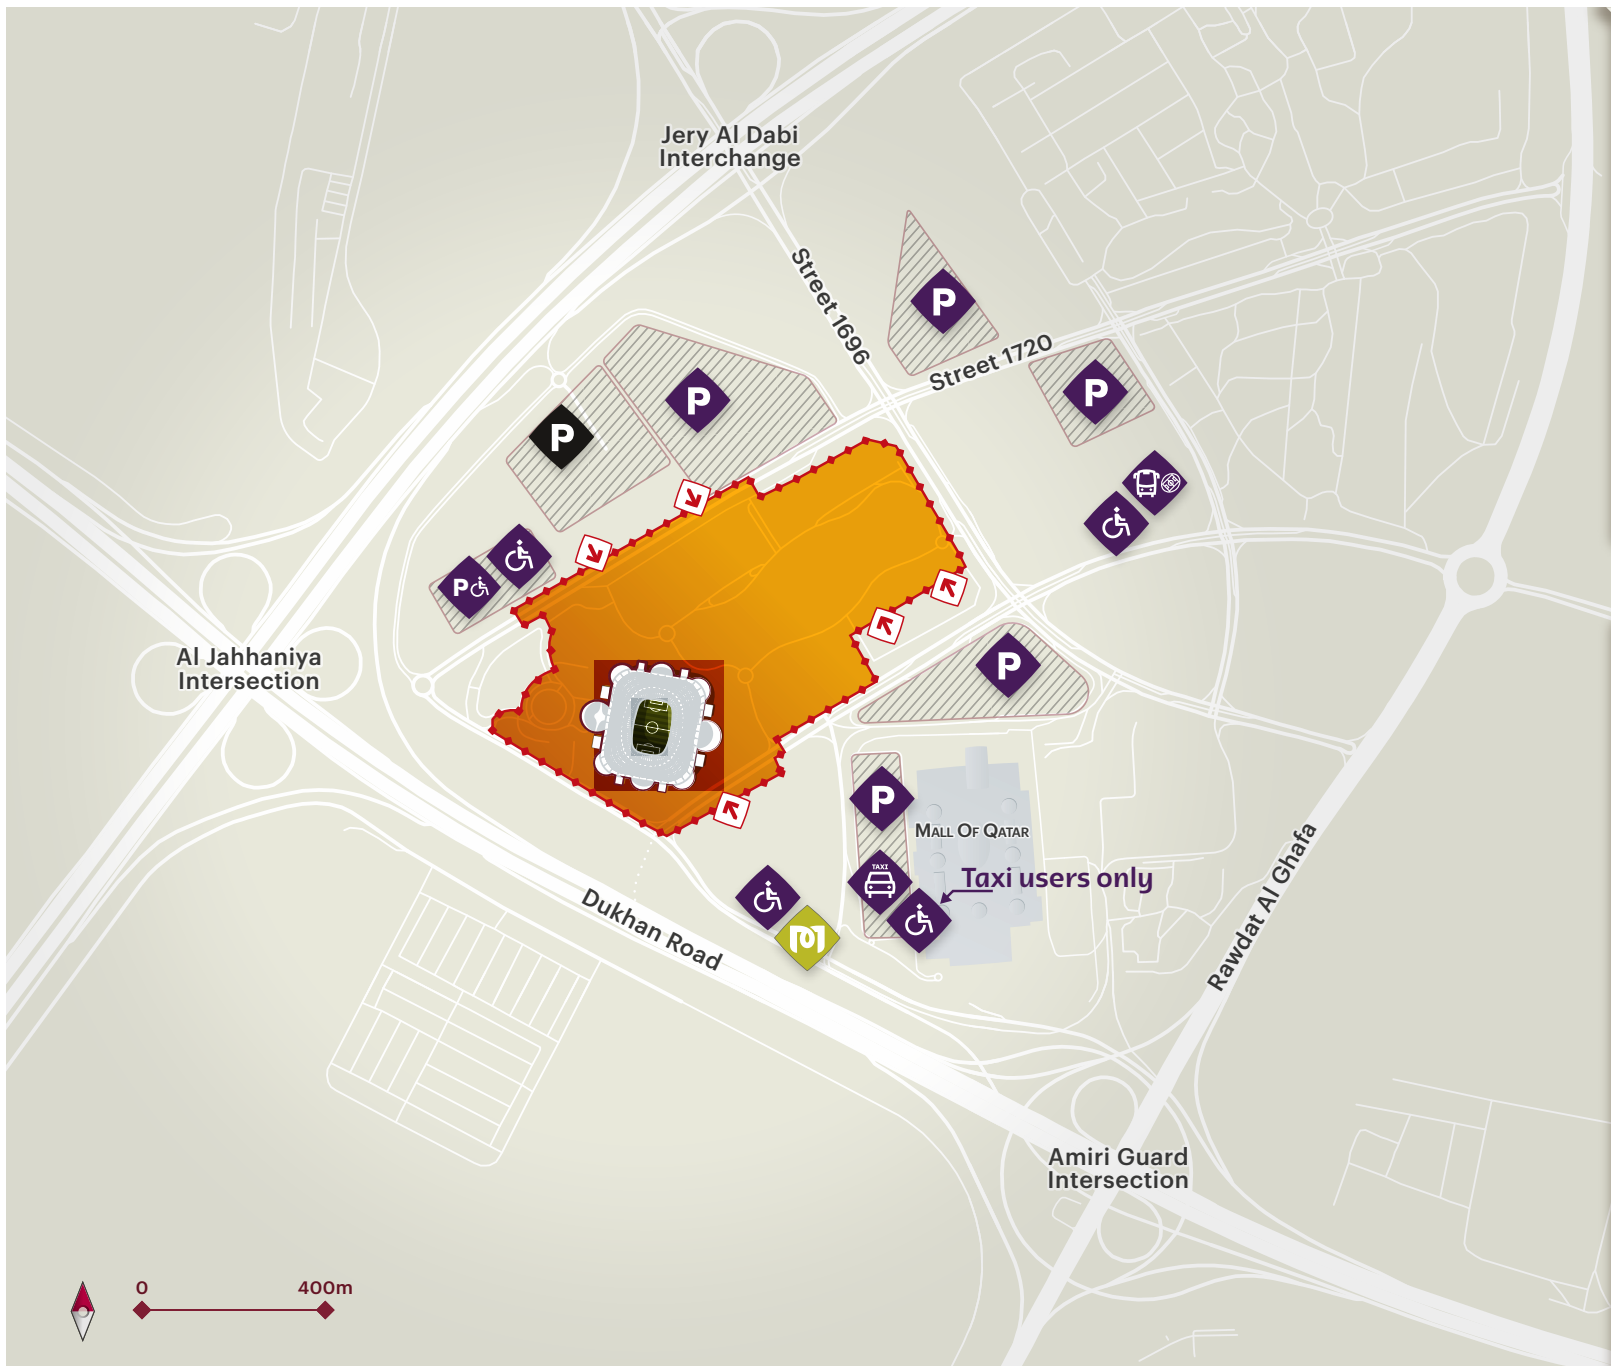 Jery Al Dabi
Interchange
Street 1696
P
Street 1720
P
P
P
P
Al Jahhaniya
Intersection
P
P
Mall Of Qatar
TAXI
Taxi users only
Dukhan Road
Rawdat Al Ghafa
Amiri Guard
Intersection
0 400m